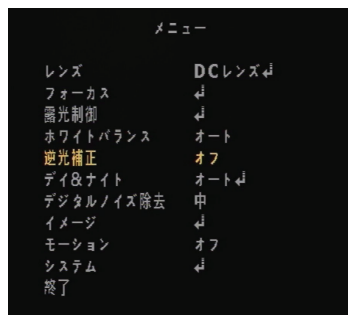 メニュー
レンズ DCレンズ↲
フォーカス ↲
露光制御 ↲
ホワイトバランス オート
逆光補正 オフ
デイ&ナイト オート↲
デジタルノイズ除去 中
イメージ ↲
モーション オフ
システム ↲
終了